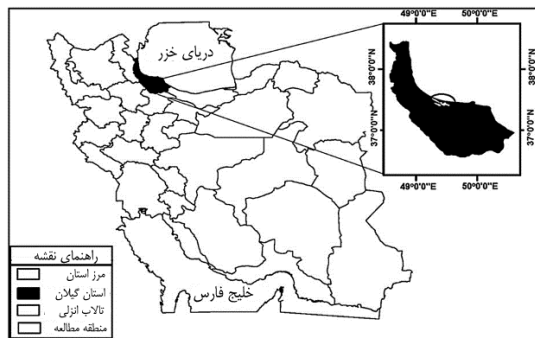 دریای خزر
49°0'0"E 50°0'0"E
38°0'0"N
37°0'0"N
38°0'0"N
37°0'0"N
49°0'0"E 50°0'0"E
خلیج فارس
راهنمای نقشه
مرز استان
استان گیلان
تالاب انزلی
منطقه مطالعه